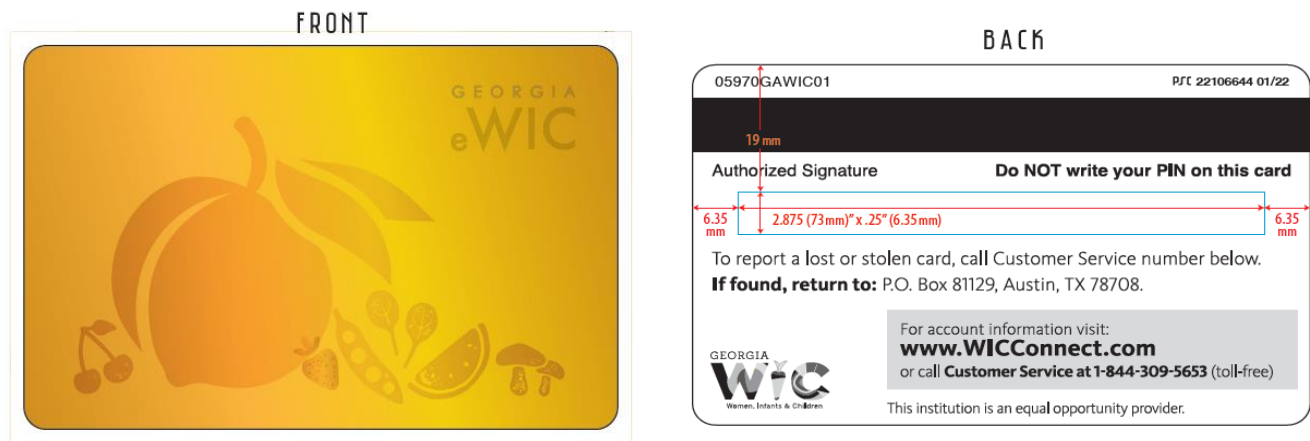 FRONT
GEORGIA
eWIC
BACK
05970GAWIC01
PSC 22106644 01/22
19 mm
Authorized Signature
Do NOT write your PIN on this card
6.35
mm
2.875 (73mm)" x .25" (6.35mm)
6.35
mm
To report a lost or stolen card, call Customer Service number below.
If found, return to: P.O. Box 81129, Austin, TX 78708.
For account information visit:
www.WICConnect.com
or call Customer Service at 1-844-309-5653 (toll-free)
GEORGIA
WIC
Women, Infants & Children
This institution is an equal opportunity provider.